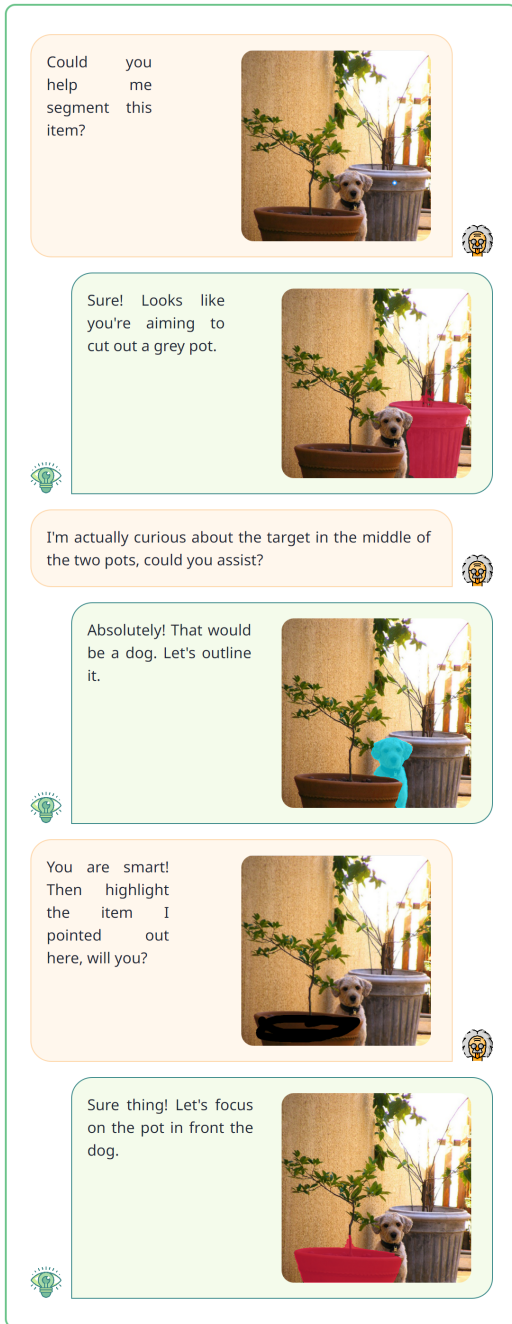 Could you
help me
segment this
item?
Sure! Looks like
you're aiming to
cut out a grey pot.
I'm actually curious about the target in the middle of
the two pots, could you assist?
Absolutely! That would
be a dog. Let's outline
it.
You are smart!
Then highlight
the item I
pointed out
here, will you?
Sure thing! Let's focus
on the pot in front the
dog.